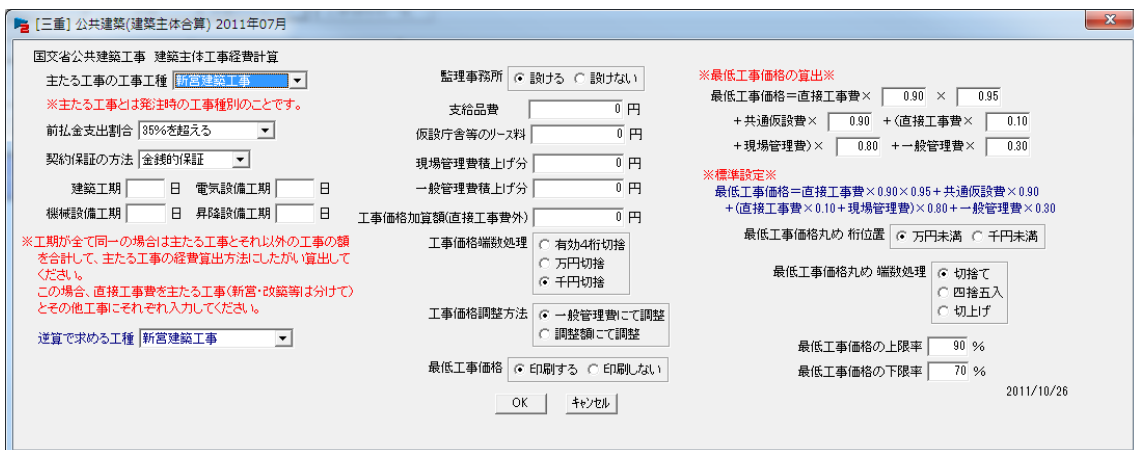 [三重] 公共建築(建築主体合算) 2011年07月
国交省公共建築工事 建築主体工事経費計算
主たる工事の工事工種 新営建築工事
※主たる工事とは発注時の工事種別のことです。
前払金支出割合 35%を超える
契約保証の方法 金銭的保証
建築工期 日 電気設備工期 日
機械設備工期 日 昇降設備工期 日
※工期が全て同一の場合は主たる工事とそれ以外の工事の額
を合計して、主たる工事の経費算出方法にしたがい算出して
ください。
この場合、直接工事費を主たる工事(新営・改築等は分けて)
とその他工事にそれぞれ入力してください。
逆算で求める工種 新営建築工事
監理事務所 設ける 設けない
支給品費 0 円
仮設庁舎等のリース料 0 円
現場管理費積上げ分 0 円
一般管理費積上げ分 0 円
工事価格加算額(直接工事費外) 0 円
工事価格端数処理 有効4桁切捨
万円切捨
千円切捨
工事価格調整方法 一般管理費にて調整
調整額にて調整
最低工事価格 印刷する 印刷しない
OK キャンセル
※最低工事価格の算出※
最低工事価格=直接工事費× 0.90 × 0.95
+共通仮設費× 0.90 +(直接工事費× 0.10
+現場管理費)× 0.80 +一般管理費× 0.30
※標準設定※
最低工事価格=直接工事費×0.90×0.95+共通仮設費×0.90
+(直接工事費×0.10+現場管理費)×0.80+一般管理費×0.30
最低工事価格丸め 桁位置 万円未満 千円未満
最低工事価格丸め 端数処理 切捨て
四捨五入
切上げ
最低工事価格の上限率 90 %
最低工事価格の下限率 70 %
2011/10/26